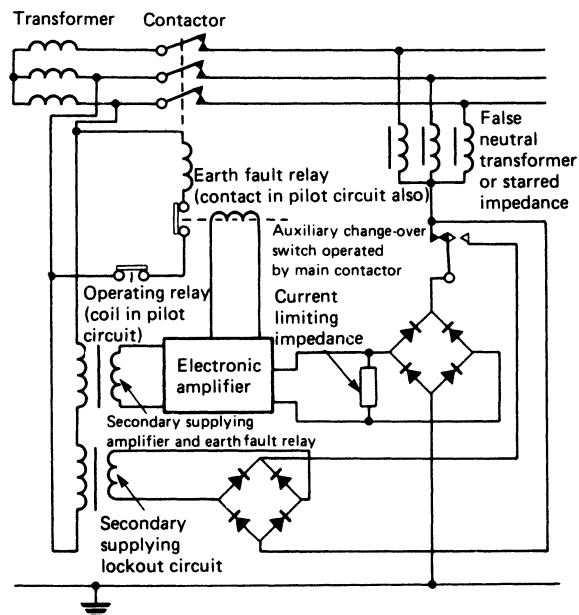 Transformer
Contactor
False
neutral
transformer
or starred
impedance
Earth fault relay
(contact in pilot circuit also)
Auxiliary change-over
switch operated
by main contactor
Operating relay
(coil in pilot
circuit)
Current
limiting
impedance
Electronic
amplifier
Secondary supplying
amplifier and earth fault relay
Secondary
supplying
lockout circuit